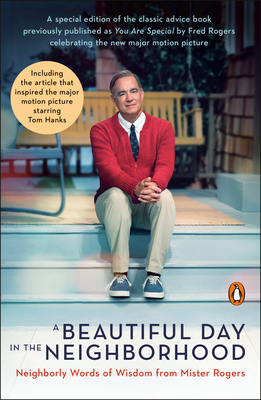 A special edition of the classic advice book
previously published as You Are Special by Fred Rogers
celebrating the new major motion picture
Including
the article that
inspired the major
motion picture
starring
Tom Hanks
A BEAUTIFUL DAY
IN THE NEIGHBORHOOD
Neighborly Words of Wisdom from Mister Rogers